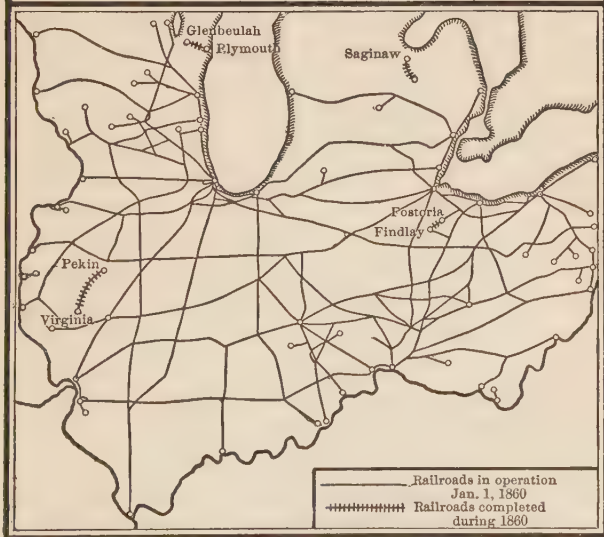 Glenbeulah
Plymouth
Saginaw
Fostoria
Findlay
Pekin
Virginia
Railroads in operation
Jan. 1, 1860
Railroads completed
during 1860